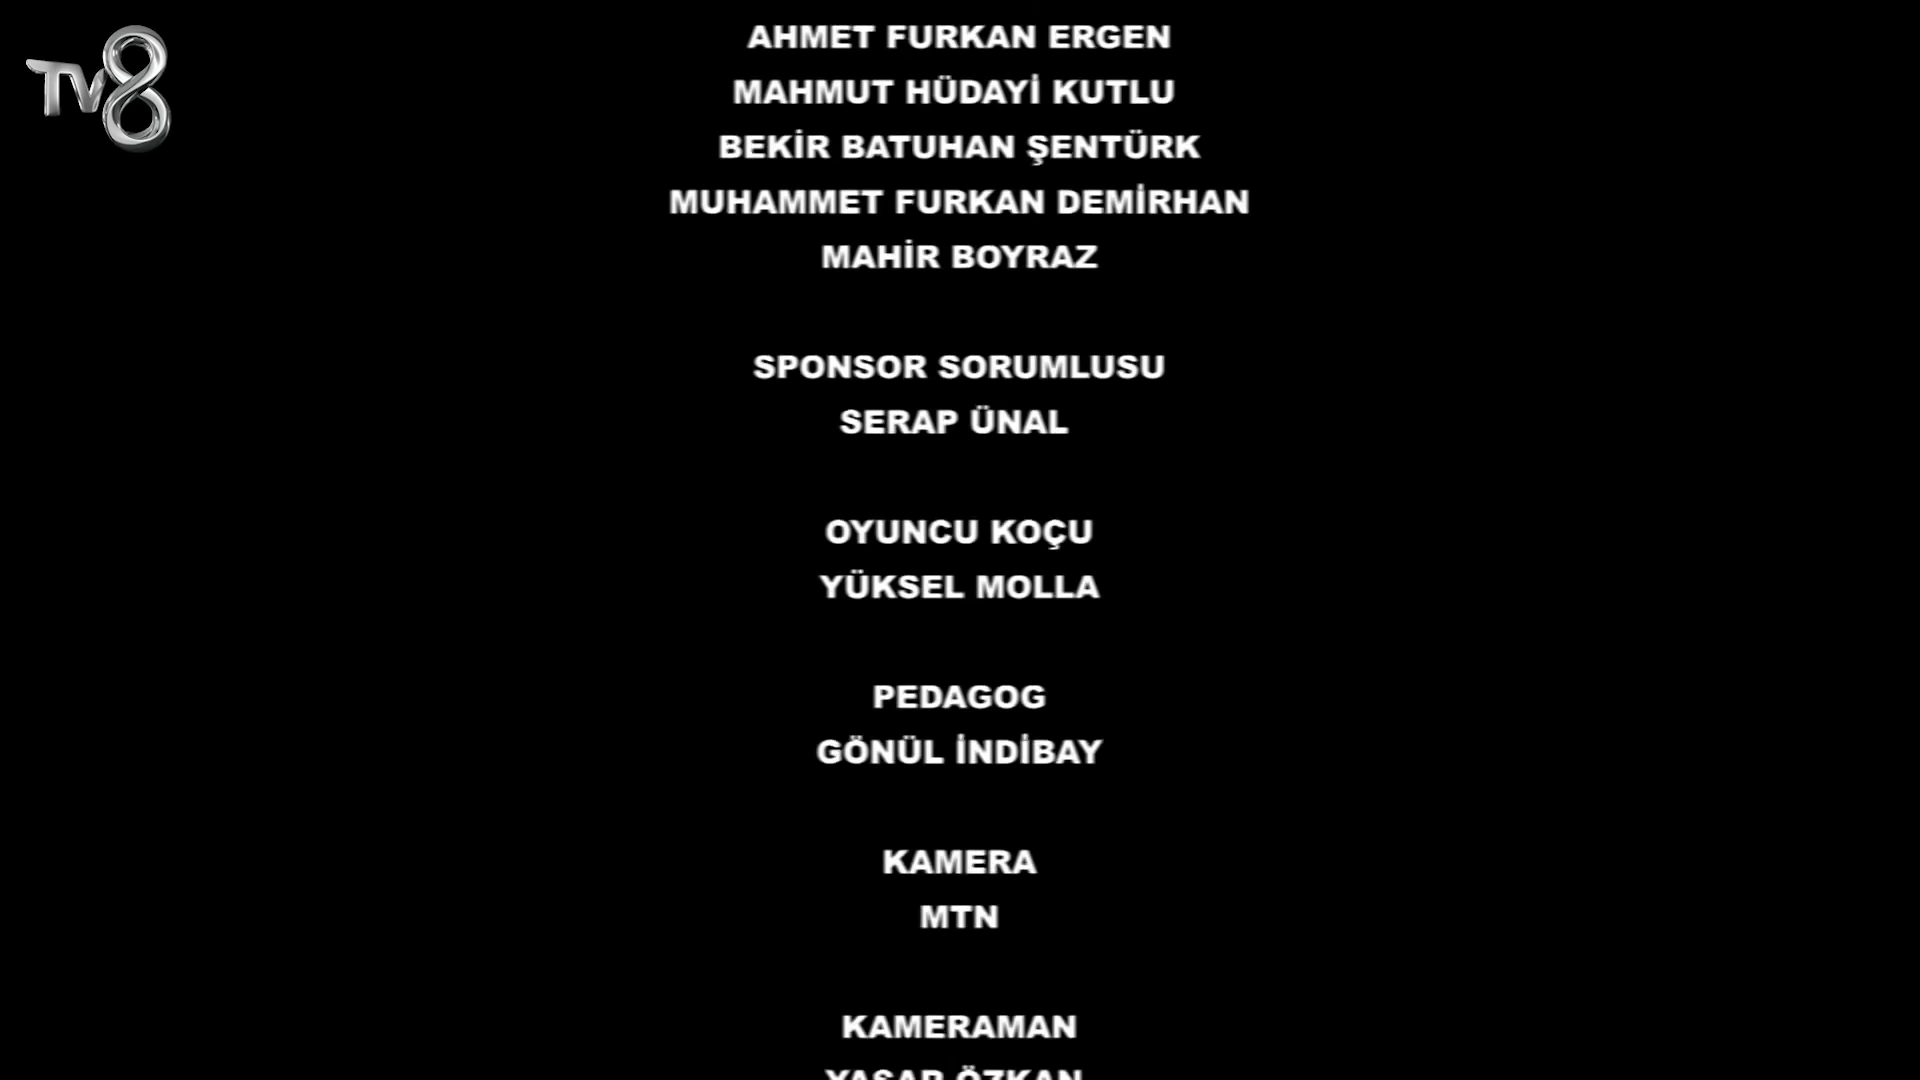 TV8
AHMET FURKAN ERGEN
MAHMUT HÜDAYİ KUTLU
BEKİR BATUHAN ŞENTÜRK
MUHAMMET FURKAN DEMİRHAN
MAHİR BOYRAZ
SPONSOR SORUMLUSU
SERAP ÜNAL
OYUNCU KOÇU
YÜKSEL MOLLA
PEDAGOG
GÖNÜL İNDİBAY
KAMERA
MTN
KAMERAMAN